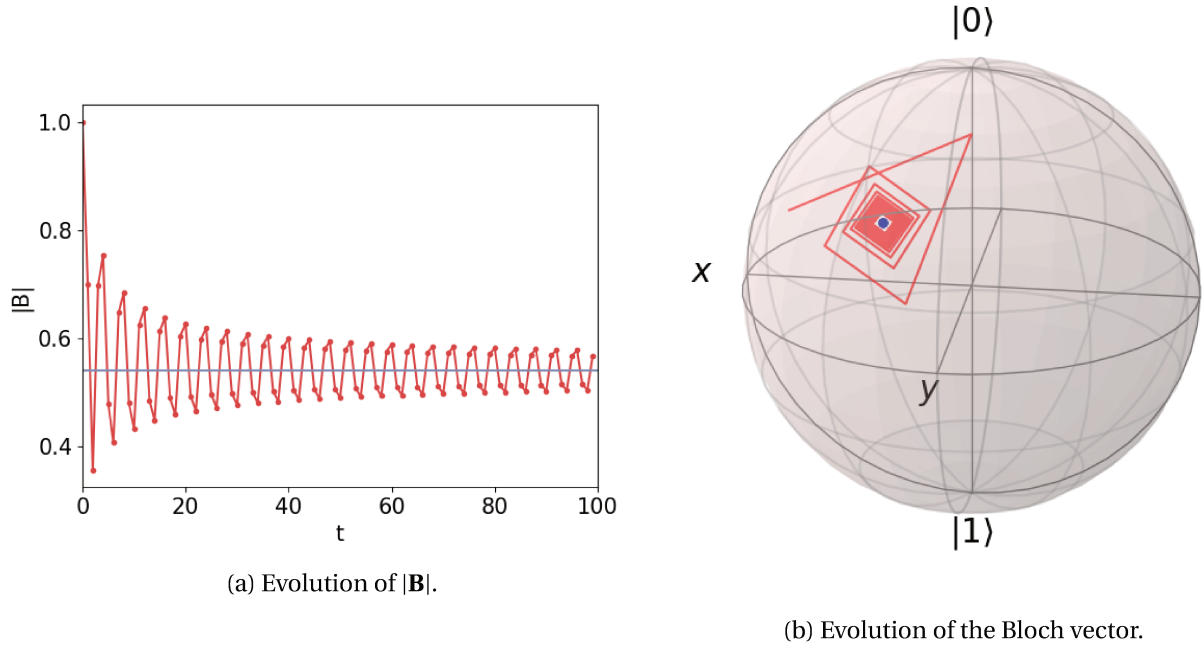 1.0
0.8
0.6
0.4
|B|
0 20 40 60 80 100
t
(a) Evolution of |B|.
|0⟩
x
y
|1⟩
(b) Evolution of the Bloch vector.